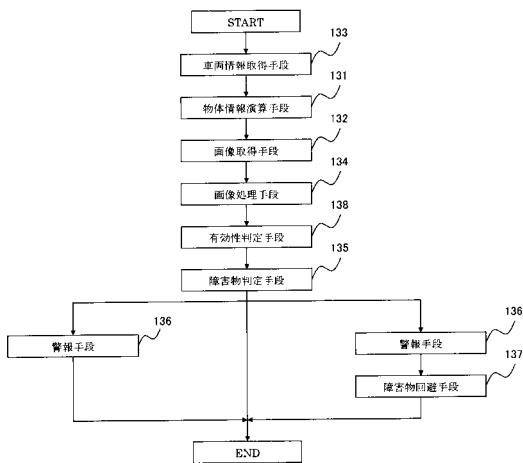 START
133
車両情報取得手段
131
物体情報演算手段
132
画像取得手段
134
画像処理手段
138
有効性判定手段
135
障害物判定手段
136
警報手段
136
警報手段
137
障害物回避手段
END